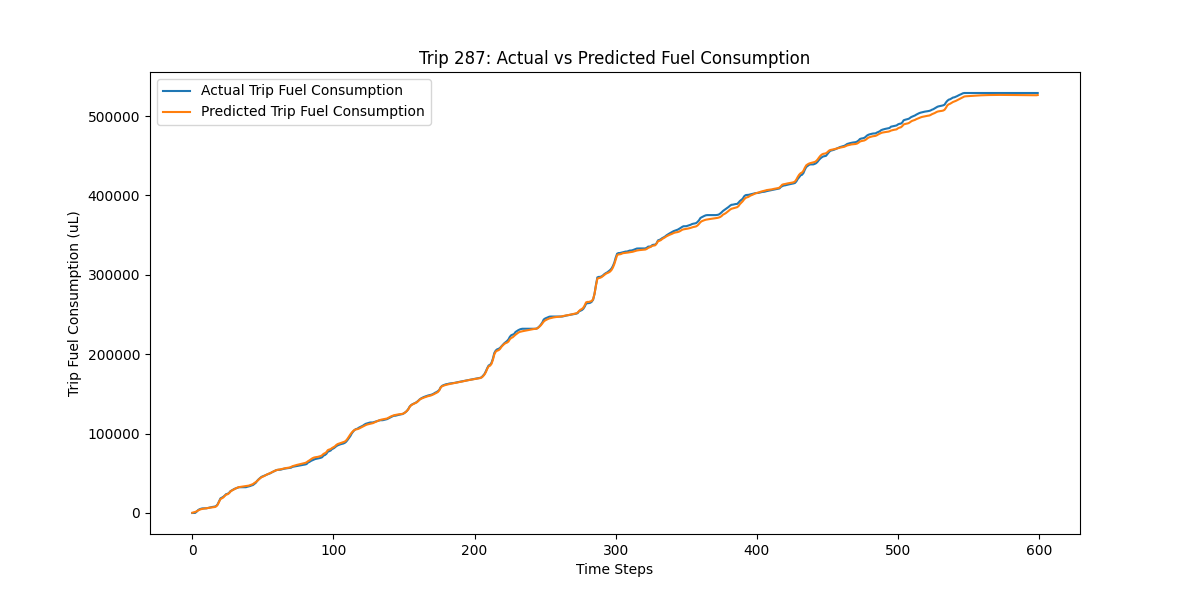 Trip 287: Actual vs Predicted Fuel Consumption
Actual Trip Fuel Consumption
Predicted Trip Fuel Consumption
Trip Fuel Consumption (uL)
500000
400000
300000
200000
100000
0
0 100 200 300 400 500 600
Time Steps